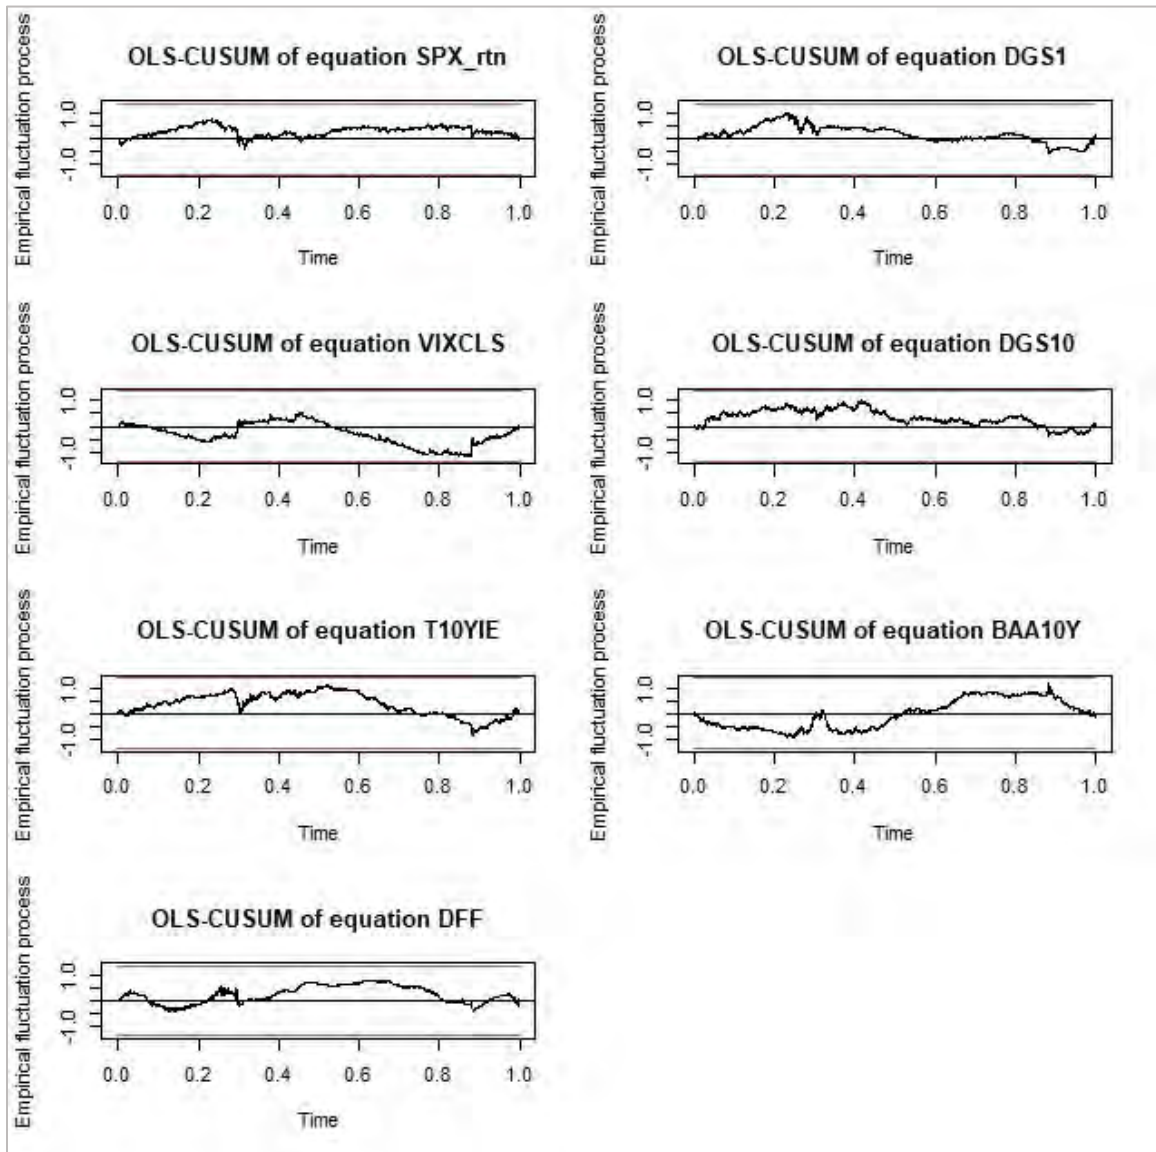 OLS-CUSUM of equation SPX_rtn
Empirical fluctuation process
1.0
-1.0
0.0 0.2 0.4 0.6 0.8 1.0
Time
OLS-CUSUM of equation DGS1
Empirical fluctuation process
1.0
-1.0
0.0 0.2 0.4 0.6 0.8 1.0
Time
OLS-CUSUM of equation VIXCLS
Empirical fluctuation process
1.0
-1.0
0.0 0.2 0.4 0.6 0.8 1.0
Time
OLS-CUSUM of equation DGS10
Empirical fluctuation process
1.0
-1.0
0.0 0.2 0.4 0.6 0.8 1.0
Time
OLS-CUSUM of equation T10YIE
Empirical fluctuation process
1.0
-1.0
0.0 0.2 0.4 0.6 0.8 1.0
Time
OLS-CUSUM of equation BAA10Y
Empirical fluctuation process
1.0
-1.0
0.0 0.2 0.4 0.6 0.8 1.0
Time
OLS-CUSUM of equation DFF
Empirical fluctuation process
1.0
-1.0
0.0 0.2 0.4 0.6 0.8 1.0
Time